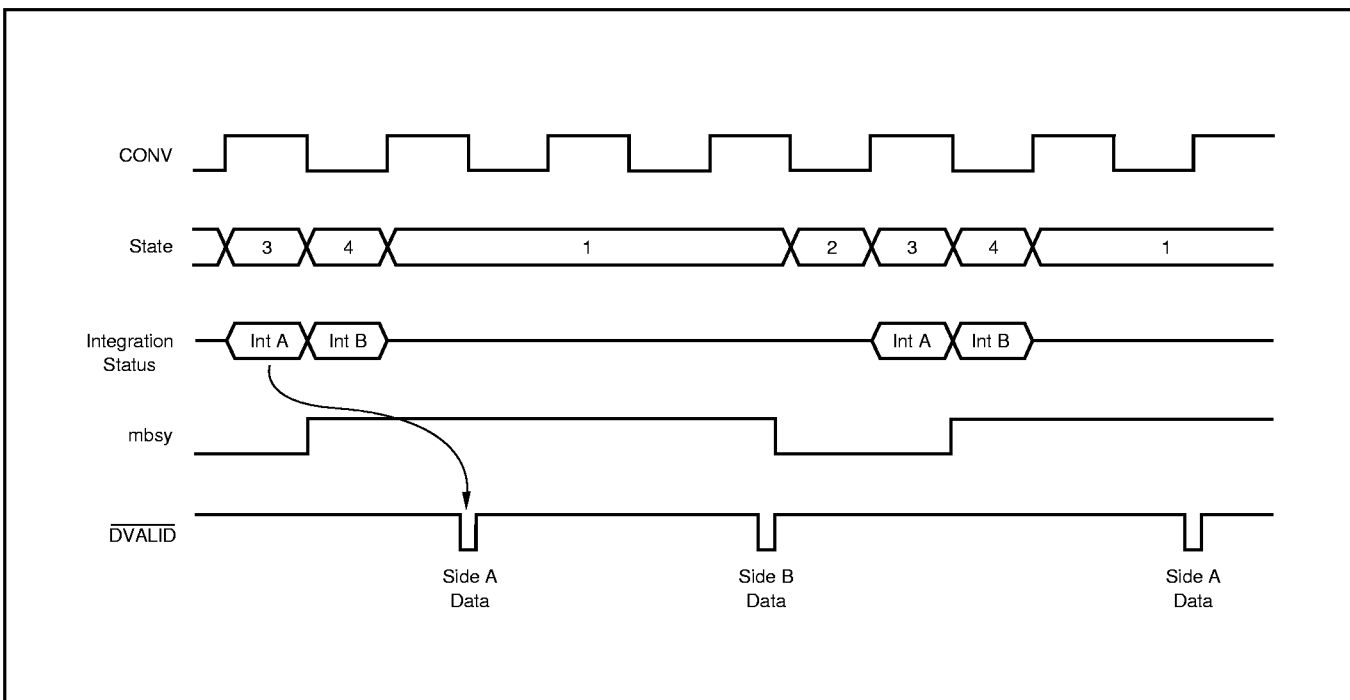 CONV
State
3 4 1 2 3 4 1
Integration
Status
Int A Int B Int A Int B
mbsy
DVALID
Side A
Data
Side B
Data
Side A
Data